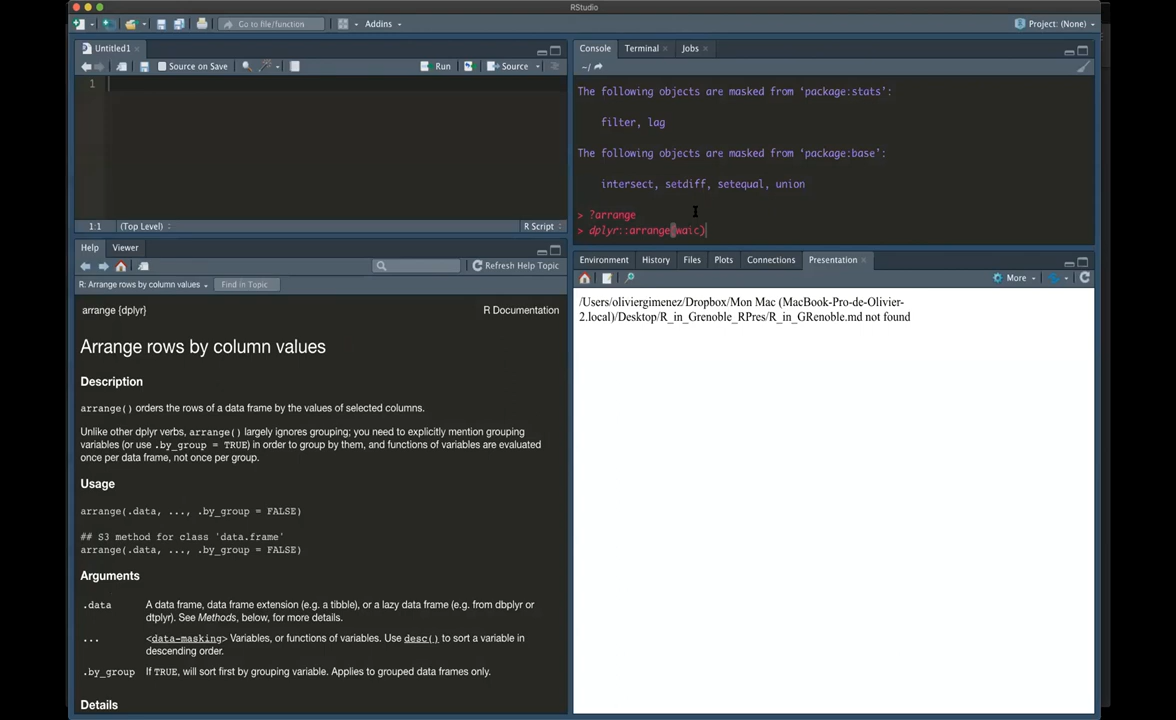 RStudio
Go to file/function
Addins
Project: (None)
Untitled1
Source on Save
Run
Source
1
1:1
(Top Level)
R Script
Console
Terminal
Jobs
~/
The following objects are masked from ‘package:stats’:
filter, lag
The following objects are masked from ‘package:base’:
intersect, setdiff, setequal, union
> ?arrange
> dplyr::arrange(waic)
Help
Viewer
Refresh Help Topic
R: Arrange rows by column values
Find in Topic
arrange {dplyr}
R Documentation
Arrange rows by column values
Description
arrange() orders the rows of a data frame by the values of selected columns.
Unlike other dplyr verbs, arrange() largely ignores grouping; you need to explicitly mention grouping
variables (or use .by_group = TRUE) in order to group by them, and functions of variables are evaluated
once per data frame, not once per group.
Usage
arrange(.data, ..., .by_group = FALSE)
## S3 method for class 'data.frame'
arrange(.data, ..., .by_group = FALSE)
Arguments
.data
A data frame, data frame extension (e.g. a tibble), or a lazy data frame (e.g. from dbplyr or
dtplyr). See Methods, below, for more details.
...
<data-masking> Variables, or functions of variables. Use desc() to sort a variable in
descending order.
.by_group
If TRUE, will sort first by grouping variable. Applies to grouped data frames only.
Details
Environment
History
Files
Plots
Connections
Presentation
More
/Users/oliviergimenez/Dropbox/Mon Mac (MacBook-Pro-de-Olivier-
2.local)/Desktop/R_in_Grenoble_RPres/R_in_GRenoble.md not found